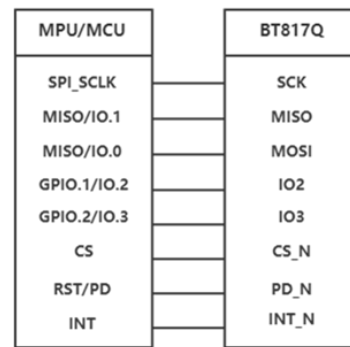 MPU/MCU BT817Q
SPI_SCLK SCK
MISO/IO.1 MISO
MISO/IO.0 MOSI
GPIO.1/IO.2 IO2
GPIO.2/IO.3 IO3
CS CS_N
RST/PD PD_N
INT INT_N